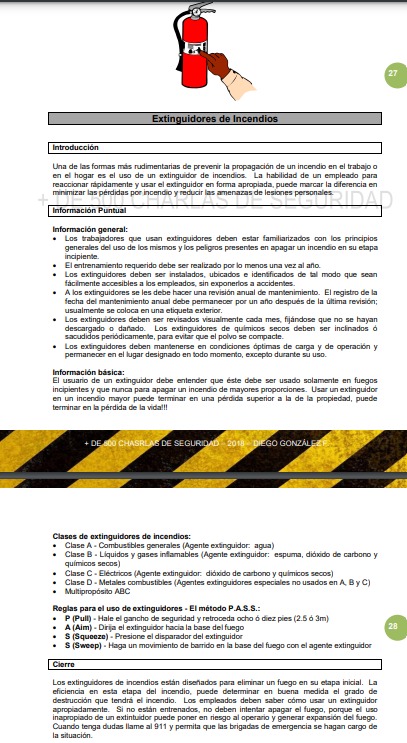 27
Extinguidores de Incendios
Introducción
Una de las formas más rudimentarias de prevenir la propagación de un incendio en el trabajo o
en el hogar es el uso de un extinguidor de incendios. La habilidad de un empleado para
reaccionar rápidamente y usar el extinguidor en forma apropiada, puede marcar la diferencia en
minimizar las pérdidas por incendio y reducir las amenazas de lesiones personales.
+ DE 500 CHARLAS DE SEGURIDAD
Información Puntual
Información general:
• Los trabajadores que usan extinguidores deben estar familiarizados con los principios
generales del uso de los mismos y los peligros presentes en apagar un incendio en su etapa
incipiente.
• El entrenamiento requerido debe ser realizado por lo menos una vez al año.
• Los extinguidores deben ser instalados, ubicados e identificados de tal modo que sean
fácilmente accesibles a los empleados, sin exponerlos a accidentes.
• A los extinguidores se les debe hacer una revisión anual de mantenimiento. El registro de la
fecha del mantenimiento anual debe permanecer por un año después de la última revisión;
usualmente se coloca en una etiqueta exterior.
• Los extinguidores deben ser revisados visualmente cada mes, fijándose que no se hayan
descargado o dañado. Los extinguidores de químicos secos deben ser inclinados ó
sacudidos periódicamente, para evitar que el polvo se compacte.
• Los extinguidores deben mantenerse en condiciones óptimas de carga y de operación y
permanecer en el lugar designado en todo momento, excepto durante su uso.
Información básica:
El usuario de un extinguidor debe entender que éste debe ser usado solamente en fuegos
incipientes y que nunca para apagar un incendio de mayores proporciones. Usar un extinguidor
en un incendio mayor puede terminar en una pérdida superior a la de la propiedad, puede
terminar en la pérdida de la vida!!!
+ DE 500 CHASRLAS DE SEGURIDAD – 2018 – DIEGO GONZÁLEZ F.
Clases de extinguidores de incendios:
• Clase A - Combustibles generales (Agente extinguidor: agua)
• Clase B - Líquidos y gases inflamables (Agente extinguidor: espuma, dióxido de carbono y
químicos secos)
• Clase C - Eléctricos (Agente extinguidor: dióxido de carbono y químicos secos)
• Clase D - Metales combustibles (Agentes extinguidores especiales no usados en A, B y C)
• Multipropósito ABC
Reglas para el uso de extinguidores - El método P.A.S.S.:
• P (Pull) - Hale el gancho de seguridad y retroceda ocho ó diez pies (2.5 ó 3m)
• A (Aim) - Dirija el extinguidor hacia la base del fuego
• S (Squeeze) - Presione el disparador del extinguidor
• S (Sweep) - Haga un movimiento de barrido en la base del fuego con el agente extinguidor
28
Cierre
Los extinguidores de incendios están diseñados para eliminar un fuego en su etapa inicial. La
eficiencia en esta etapa del incendio, puede determinar en buena medida el grado de
destrucción que tendrá el incendio. Los empleados deben saber cómo usar un extinguidor
apropiadamente. Si no están entrenados, no deben intentar apagar el fuego, porque el uso
inapropiado de un extintuidor puede poner en riesgo al operario y generar expansión del fuego.
Cuando tenga dudas llame al 911 y permita que las brigadas de emergencia se hagan cargo de
la situación.